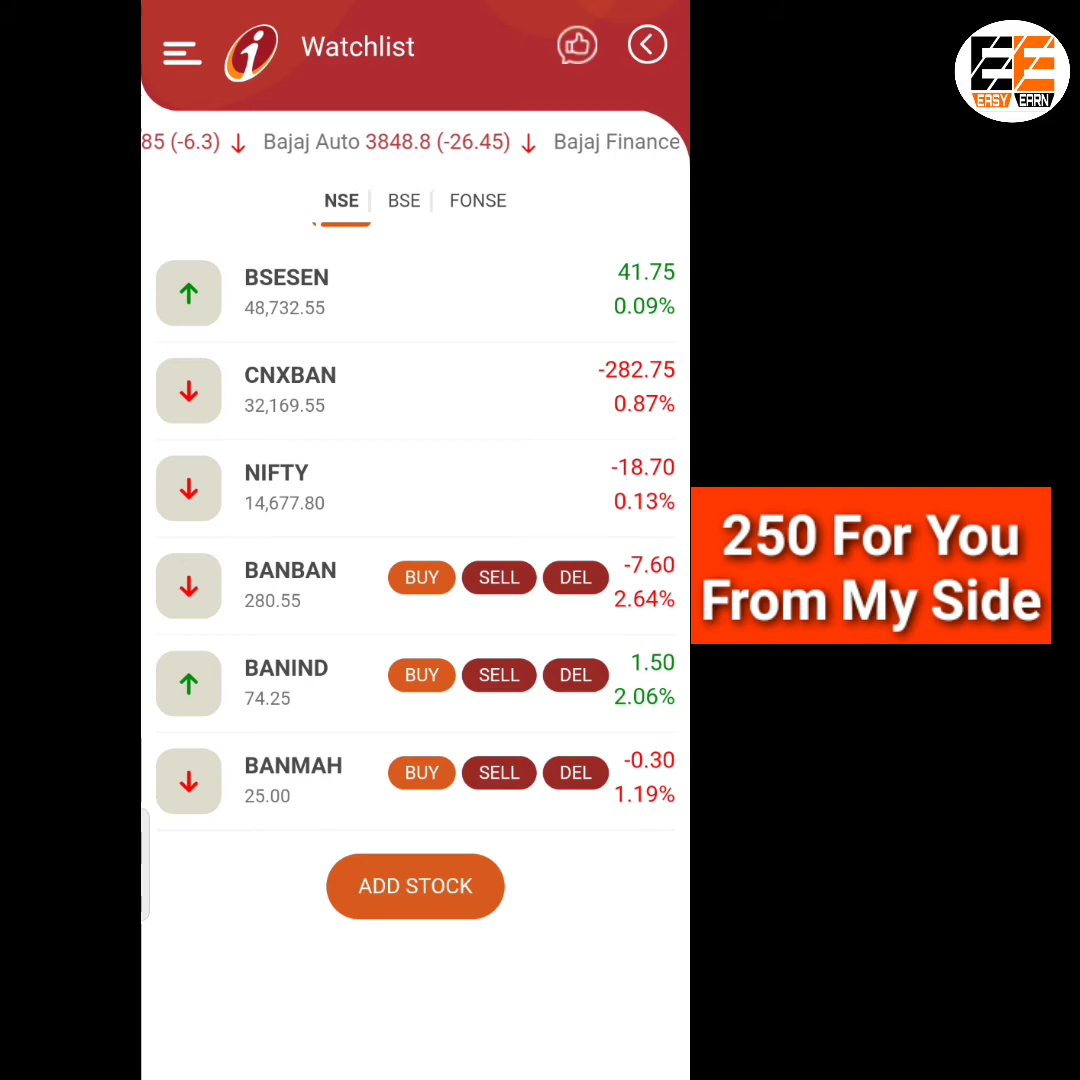 Watchlist
85 (-6.3) ↓ Bajaj Auto 3848.8 (-26.45) ↓ Bajaj Finance
NSE BSE FONSE
BSESEN 41.75
48,732.55 0.09%
CNXBAN -282.75
32,169.55 0.87%
NIFTY -18.70
14,677.80 0.13%
BANBAN BUY SELL DEL -7.60
280.55 2.64%
BANIND BUY SELL DEL 1.50
74.25 2.06%
BANMAH BUY SELL DEL -0.30
25.00 1.19%
ADD STOCK
EE
EASY EARN
250 For You
From My Side